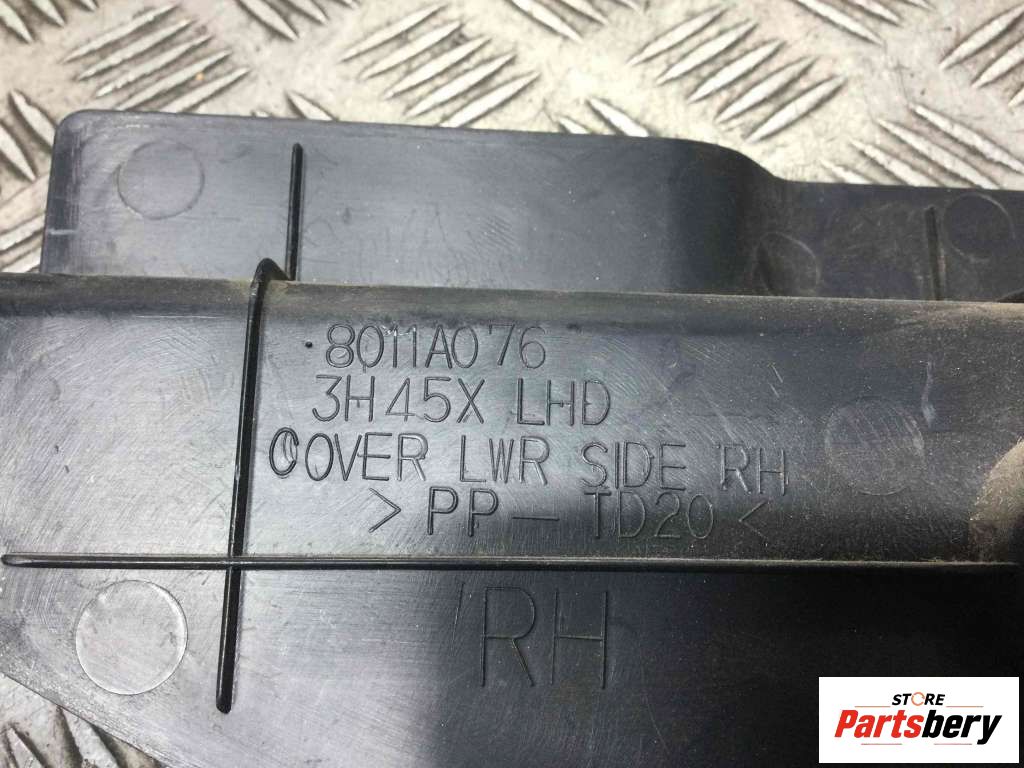 8011A076
3H45X LHD
COVER LWR SIDE RH
>PP-TD20<
RH
STORE
Partsbery